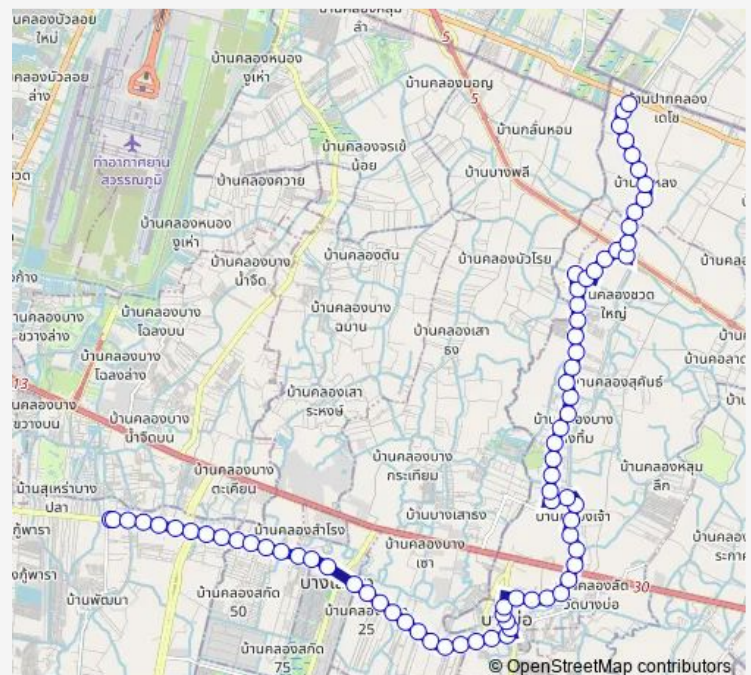 บ้านคลองบัวลอย
ใหม่
คลองบัวลอย
ล่าง
บ้านคลองหนอง
งูเห่า
5
5
บ้านคลองมอญ
บ้านกลั่นหอม
บ้านปากคลอง
เดโช
ท่าอากาศยาน
สุวรรณภูมิ
บ้านคลองจรเข้
น้อย
บ้านคลองควาย
บ้านบางพลี
บ้านคลองหนอง
งูเห่า
บ้านคลองบาง
น้ำจืด
บ้านคลองตัน
บ้านคลองบัวโรย
บ้านคลองบาง
โฉลงบน
บ้านคลองบาง
ฉมาน
บ้านคลองเสา
ธง
ใหญ่
บ้านคลองบาง
โฉลงล่าง
13
บ้านคลองบาง
น้ำจืดบน
บ้านคลองเสา
ระหงษ์
บ้านคลองสุคันธ์
บ้านคลองบาง
กระเทียม
บ้านคลองหลุม
ลึก
บ้านสุเหร่าบาง
ปลา
บ้านคลองบาง
ตะเคียน
บ้านคลองสำโรง
บ้านบางเสาธง
บ้านคลองบาง
เซา
30
บ้านพัฒนา
บ้านคลองสกัด
50
25
บ้านคลองสกัด
75
© OpenStreetMap contributors